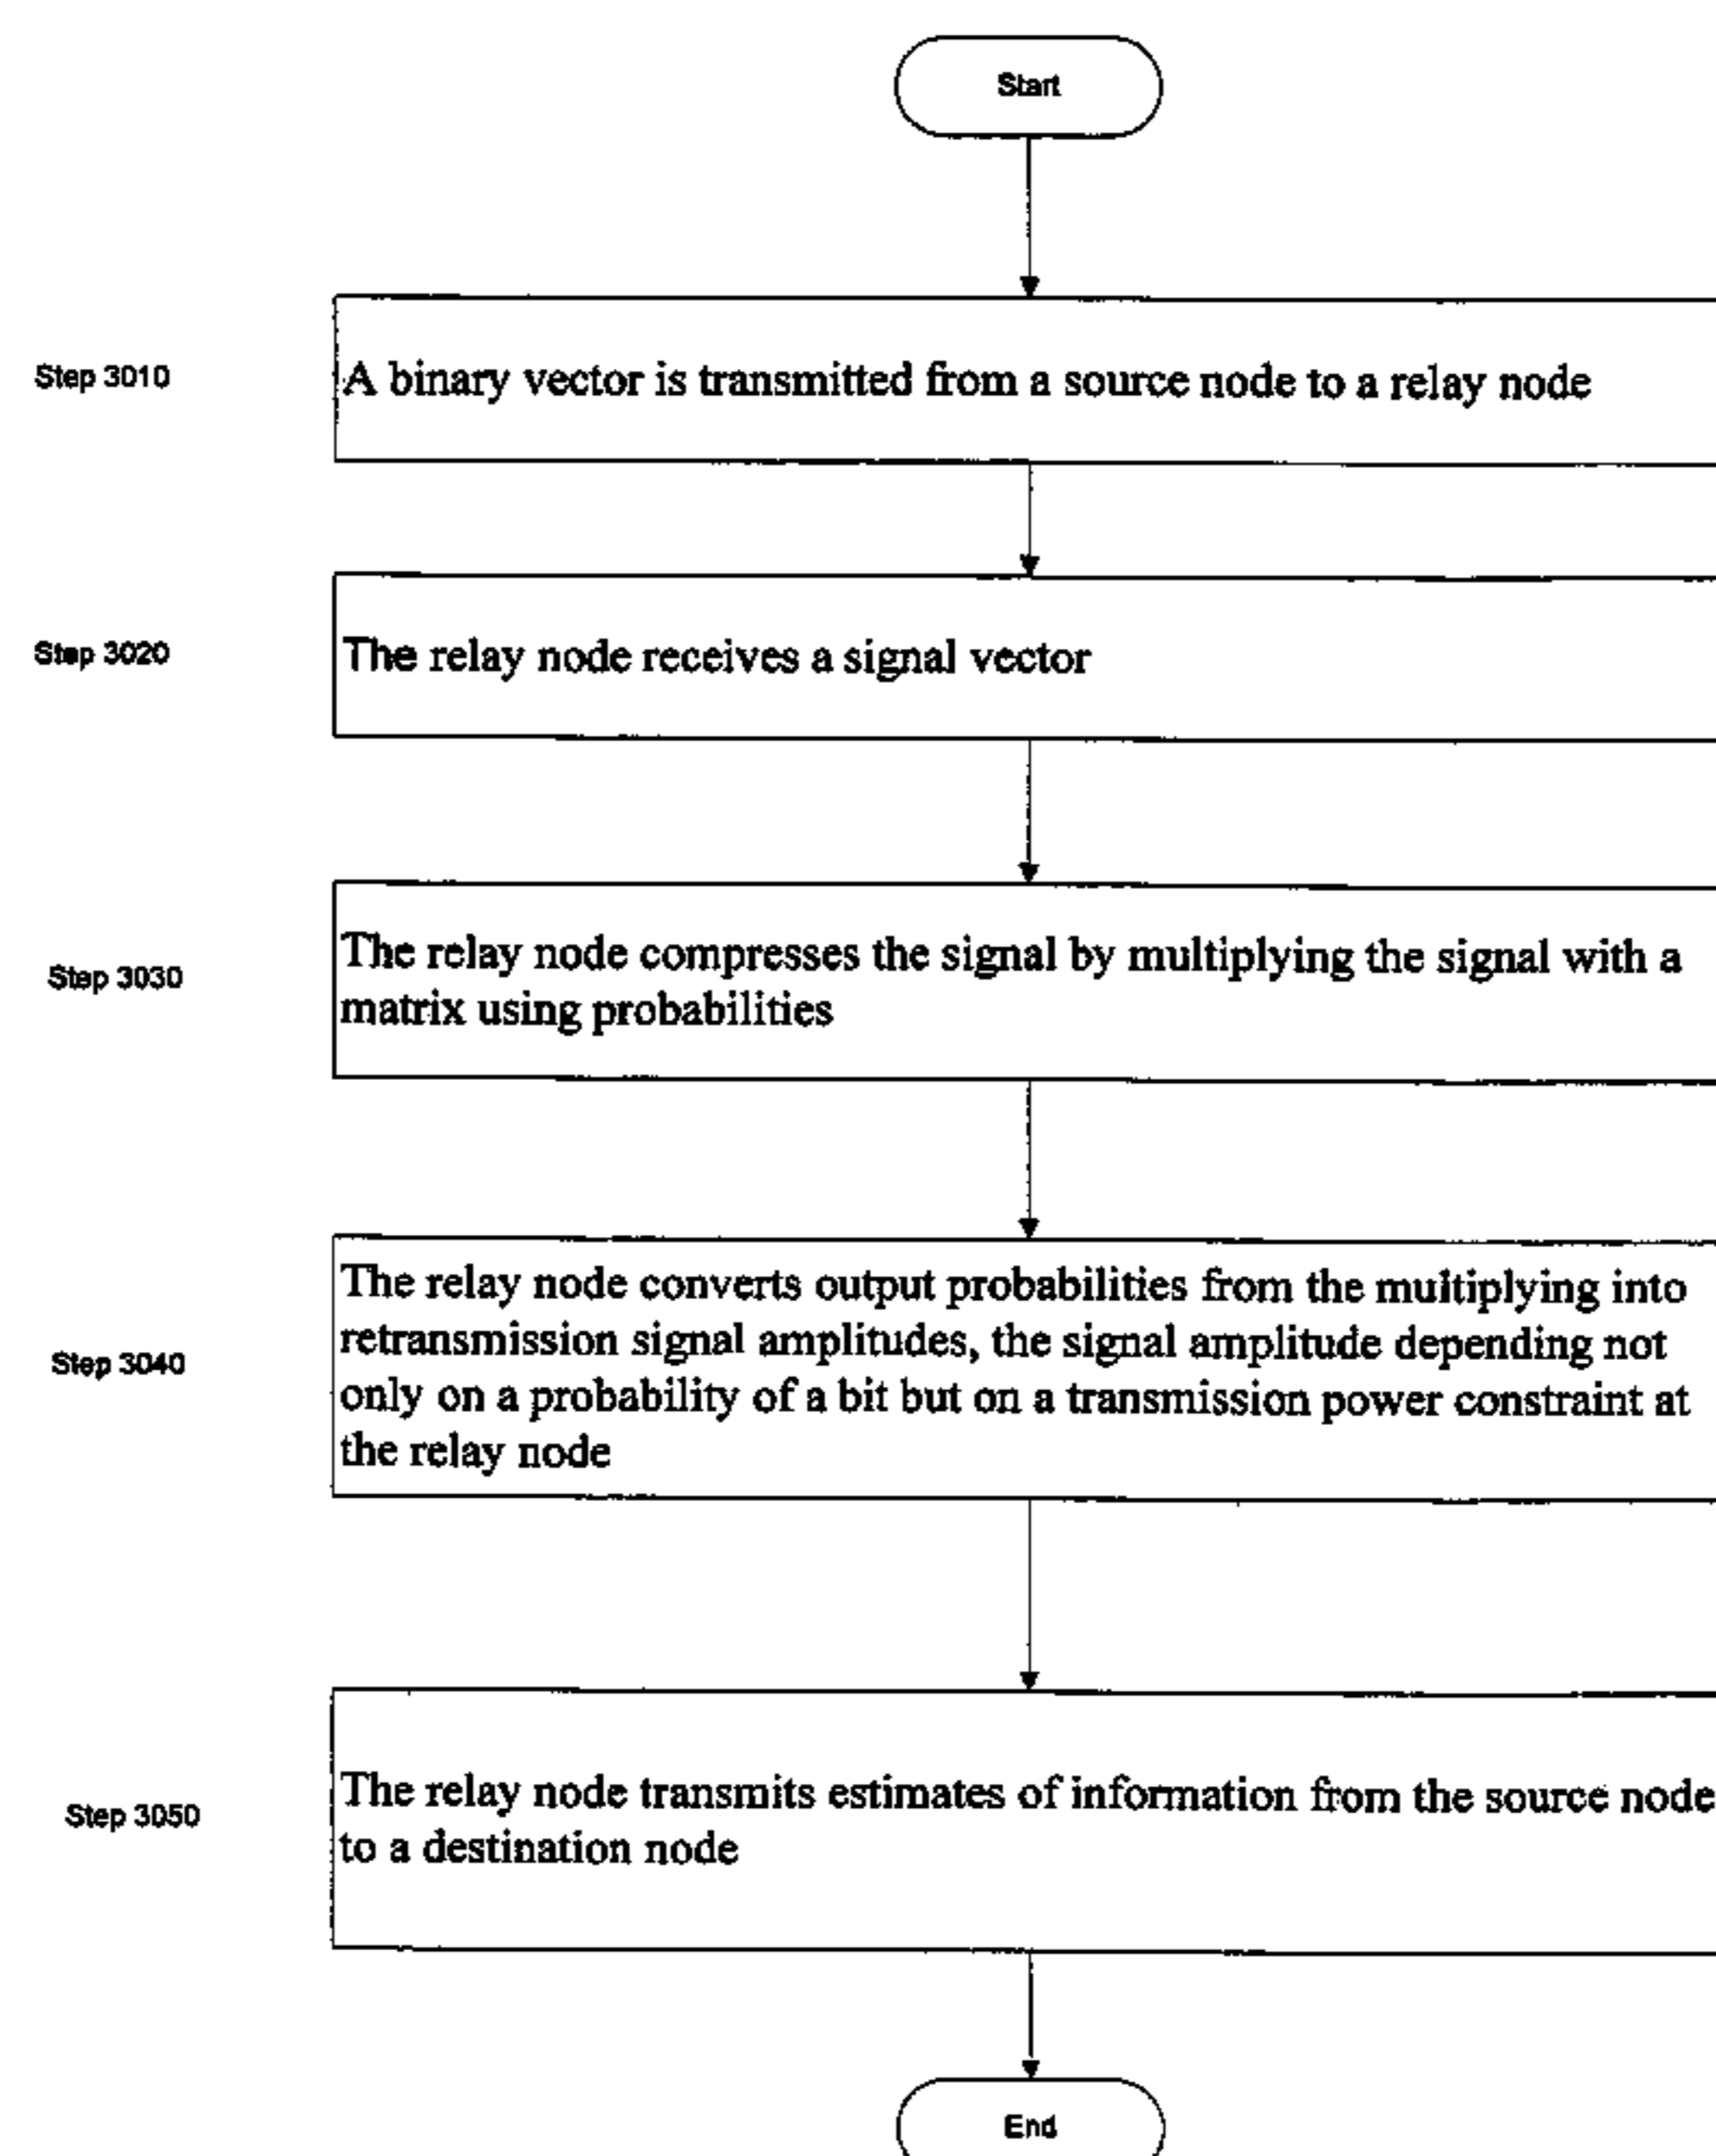 Start
Step 3010
A binary vector is transmitted from a source node to a relay node
Step 3020
The relay node receives a signal vector
Step 3030
The relay node compresses the signal by multiplying the signal with a
matrix using probabilities
Step 3040
The relay node converts output probabilities from the multiplying into
retransmission signal amplitudes, the signal amplitude depending not
only on a probability of a bit but on a transmission power constraint at
the relay node
Step 3050
The relay node transmits estimates of information from the source node
to a destination node
End